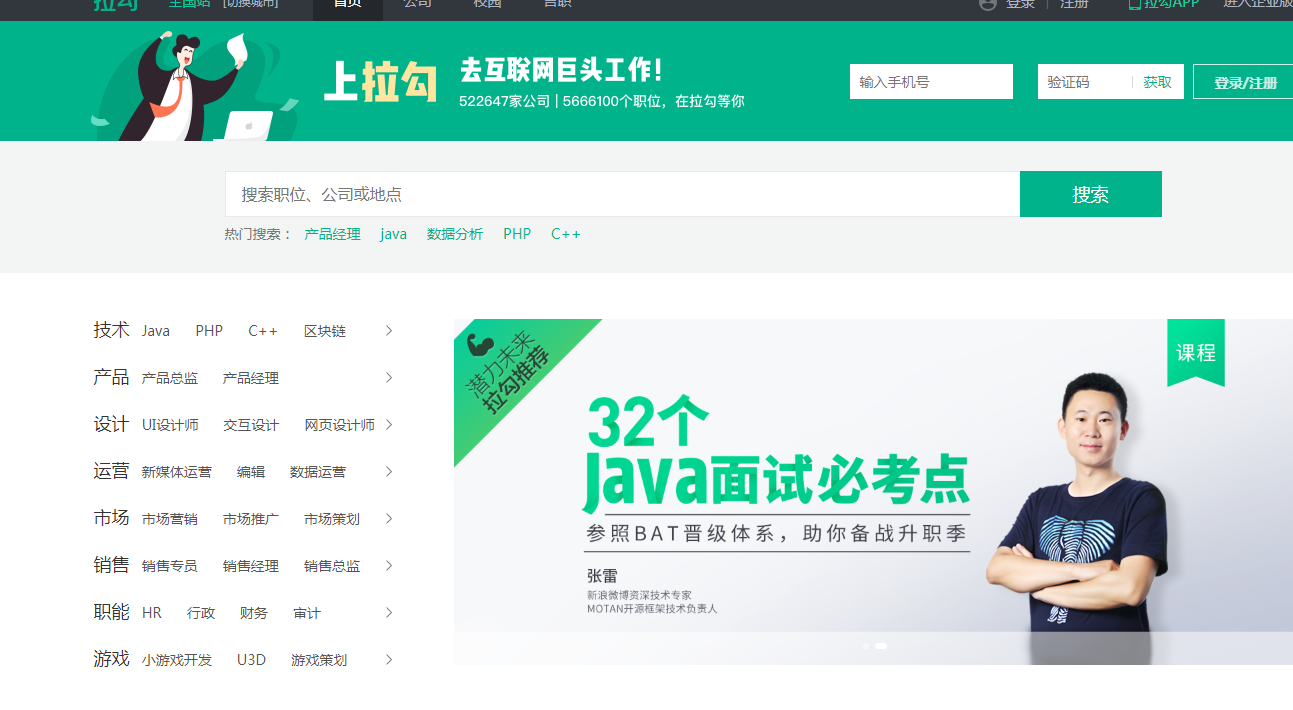 拉勾 全国站 [切换城市] 首页 公司 校园 言职 登录 | 注册 拉勾APP 进入企业版
上拉勾
去互联网巨头工作!
522647家公司 | 5666100个职位，在拉勾等你
输入手机号 验证码 获取 登录/注册
搜索职位、公司或地点 搜索
热门搜索： 产品经理 java 数据分析 PHP C++
技术 Java PHP C++ 区块链
产品 产品总监 产品经理
设计 UI设计师 交互设计 网页设计师
运营 新媒体运营 编辑 数据运营
市场 市场营销 市场推广 市场策划
销售 销售专员 销售经理 销售总监
职能 HR 行政 财务 审计
游戏 小游戏开发 U3D 游戏策划
潜力未来
拉勾推荐
课程
32个
Java面试必考点
参照BAT晋级体系，助你备战升职季
张雷
新浪微博资深技术专家
MOTAN开源框架技术负责人